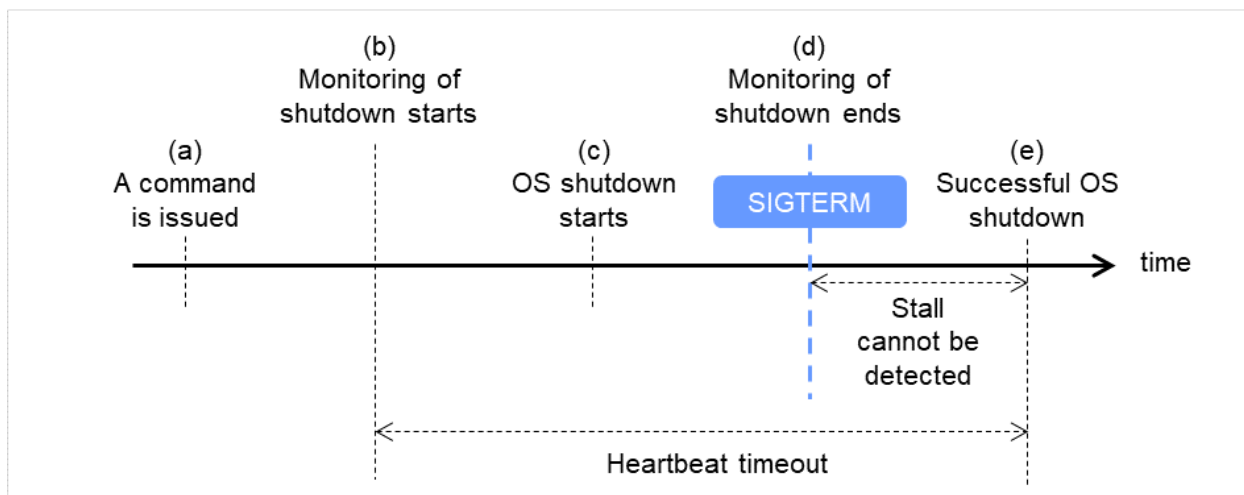 (b)
Monitoring of
shutdown starts
(d)
Monitoring of
shutdown ends
(a)
A command
is issued
(c)
OS shutdown
starts
SIGTERM
(e)
Successful OS
shutdown
time
Stall
cannot be
detected
Heartbeat timeout